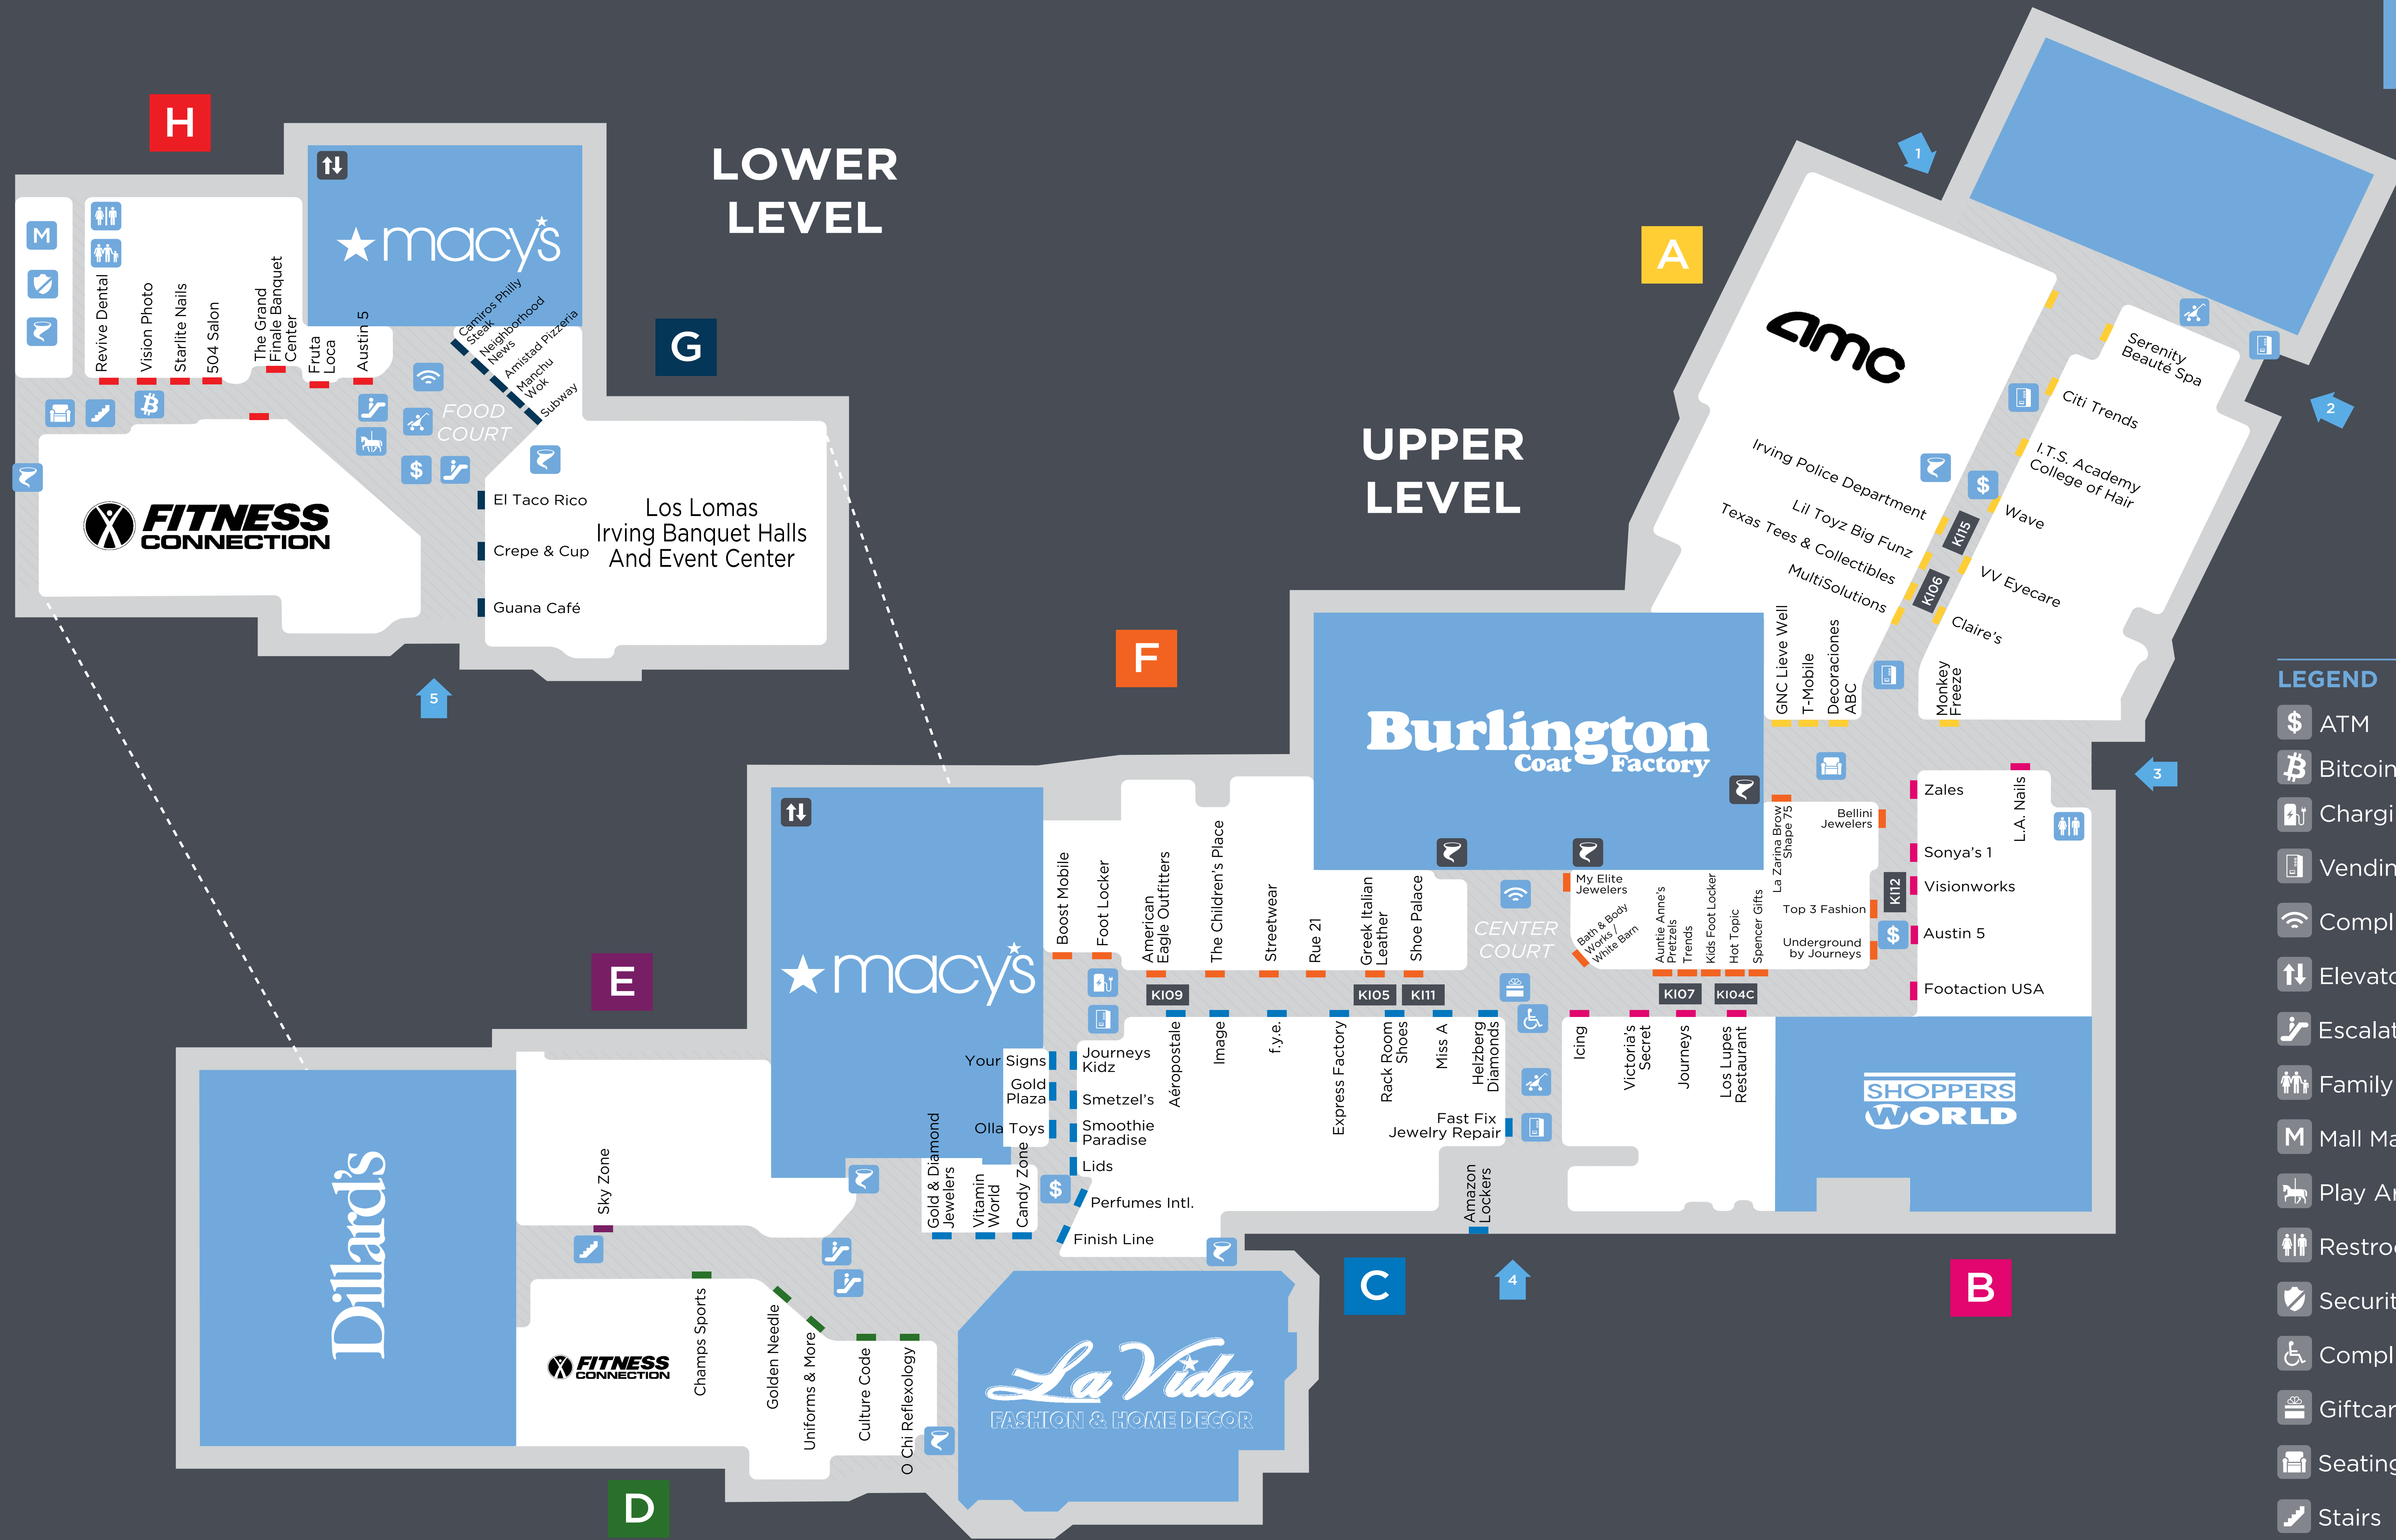 H
LOWER
LEVEL
macy's
M
Revive Dental
Vision Photo
Starlite Nails
504 Salon
The Grand
Finale Banquet
Center
Fruta
Loca
Austin 5
Camiros Philly
Steak
Neighborhood
News
Amistad Pizzeria
Manchu
Wok
Subway
G
FOOD
COURT
$
FITNESS
CONNECTION
El Taco Rico
Crepe & Cup
Guana Café
Los Lomas
Irving Banquet Halls
And Event Center
5
UPPER
LEVEL
1
A
amc
2
Serenity
Beauté Spa
Citi Trends
I.T.S. Academy
College of Hair
$
Wave
VV Eyecare
Claire's
Irving Police Department
Lil Toyz Big Funz
Texas Tees & Collectibles
MultiSolutions
KI15
KI06
GNC Lieve Well
T-Mobile
Decoraciones
ABC
Monkey
Freeze
3
F
Burlington
Coat Factory
La Zarina Brow
Shape 75
Bellini
Jewelers
Zales
L.A. Nails
Sonya's 1
Visionworks
KI12
Top 3 Fashion
$
Austin 5
Underground
by Journeys
Footaction USA
My Elite
Jewelers
Bath & Body
Works /
White Barn
Auntie Anne's
Pretzels
Trends
Kids Foot Locker
Hot Topic
Spencer Gifts
CENTER
COURT
macy's
Boost Mobile
Foot Locker
American
Eagle Outfitters
The Children's Place
Streetwear
Rue 21
Greek Italian
Leather
Shoe Palace
KI09
KI05
KI11
KI07
KI04C
E
Your Signs
Gold
Plaza
Olla Toys
Journeys
Kidz
Smetzel's
Smoothie
Paradise
Lids
$
Perfumes Intl.
Finish Line
Aéropostale
Image
f.y.e.
Express Factory
Rack Room
Shoes
Miss A
Helzberg
Diamonds
Fast Fix
Jewelry Repair
Amazon
Lockers
Icing
Victoria's
Secret
Journeys
Los Lupes
Restaurant
SHOPPERS
WORLD
Gold & Diamond
Jewelers
Vitamin
World
Candy Zone
Dillard's
Sky Zone
C
4
B
FITNESS
CONNECTION
Champs Sports
Golden Needle
Uniforms & More
Culture Code
O Chi Reflexology
La Vida
FASHION & HOME DECOR
D
LEGEND
$ ATM
Bitcoin
Chargi
Vendin
Compl
Elevato
Escalat
Family
M Mall Ma
Play Ar
Restroo
Securit
Compl
Giftcar
Seating
Stairs